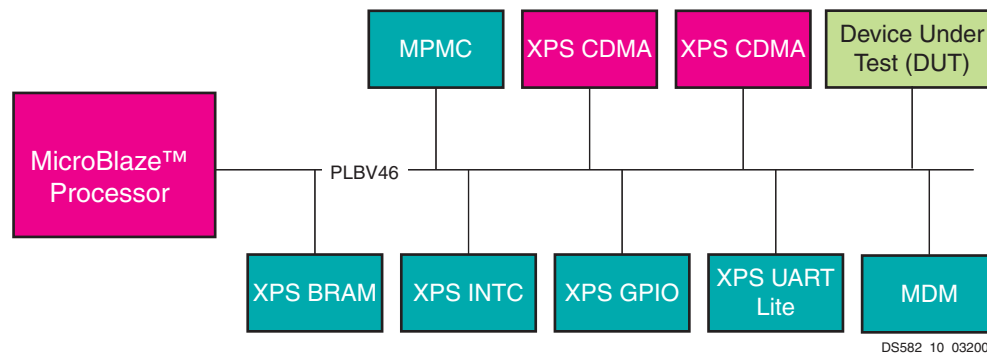 MPMC
XPS CDMA
XPS CDMA
Device Under
Test (DUT)
MicroBlaze™
Processor
PLBV46
XPS BRAM
XPS INTC
XPS GPIO
XPS UART
Lite
MDM
DS582_10_03200